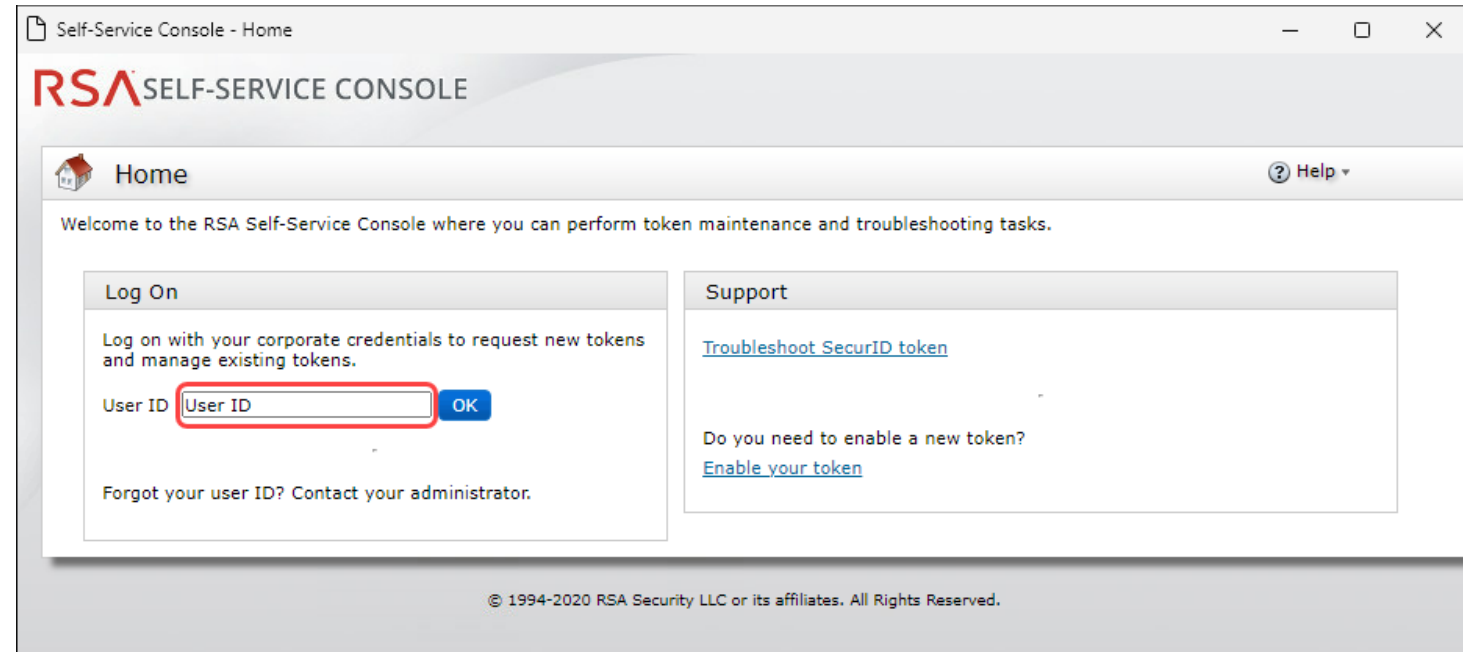 Self-Service Console - Home
RSA SELF-SERVICE CONSOLE
Home
Help
Welcome to the RSA Self-Service Console where you can perform token maintenance and troubleshooting tasks.
Log On
Log on with your corporate credentials to request new tokens
and manage existing tokens.
User ID User ID OK
Forgot your user ID? Contact your administrator.
Support
Troubleshoot SecurID token
Do you need to enable a new token?
Enable your token
© 1994-2020 RSA Security LLC or its affiliates. All Rights Reserved.